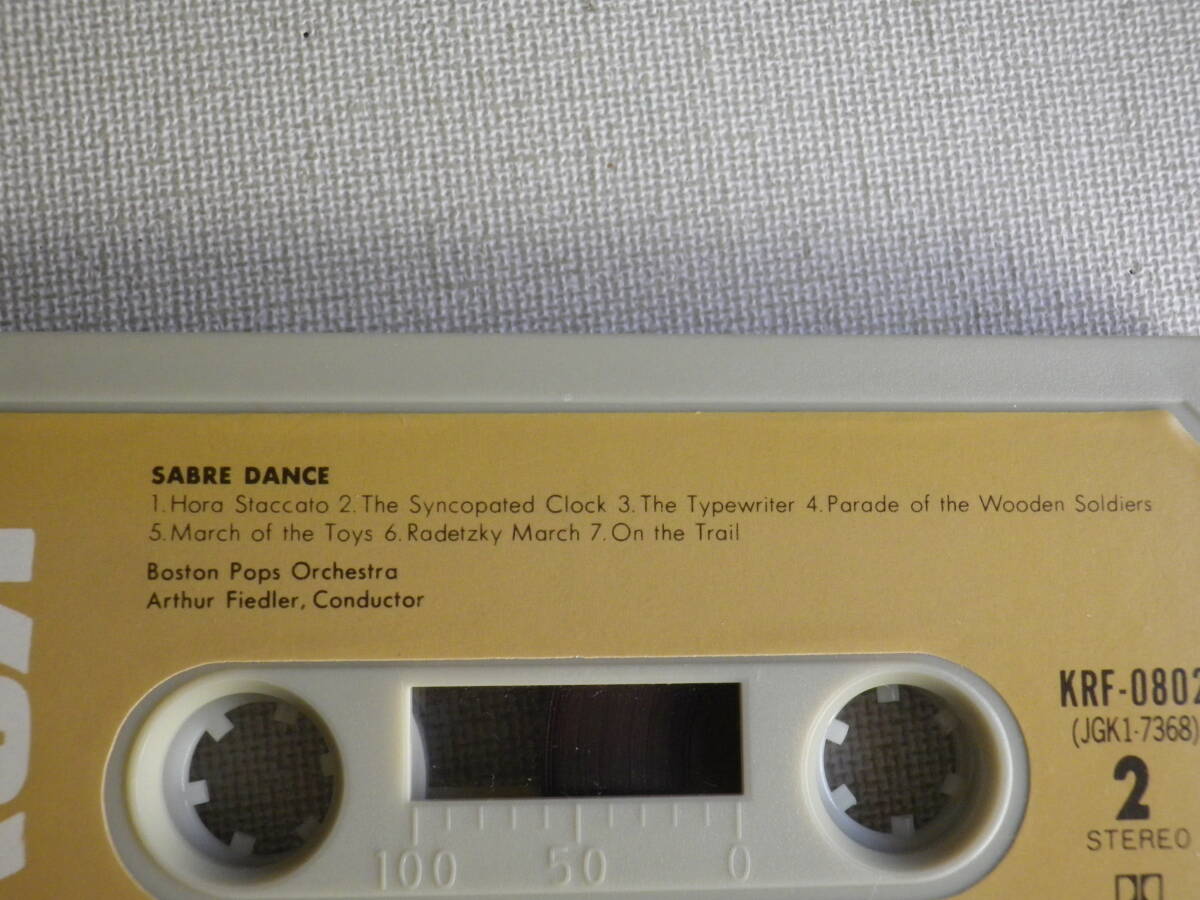 SABRE DANCE
1. Hora Staccato 2. The Syncopated Clock 3. The Typewriter 4. Parade of the Wooden Soldiers
5. March of the Toys 6. Radetzky March 7. On the Trail
Boston Pops Orchestra
Arthur Fiedler, Conductor
KRF-0802
(JGK1-7368)
2
STEREO
100 50 0